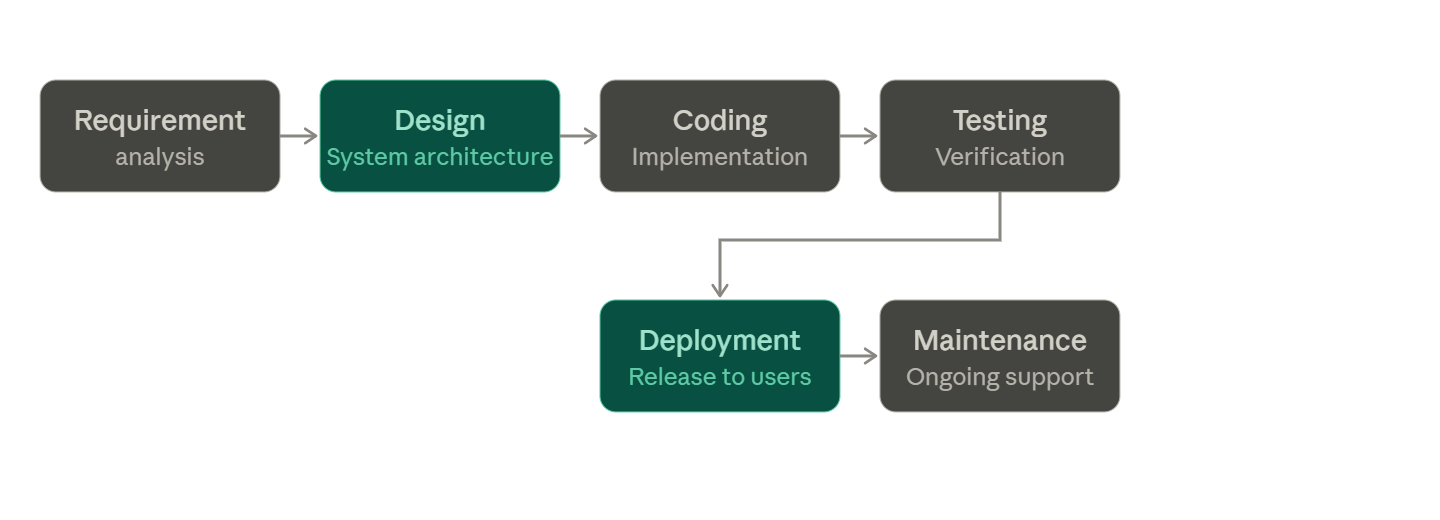 Requirement
analysis
Design
System architecture
Coding
Implementation
Testing
Verification
Deployment
Release to users
Maintenance
Ongoing support